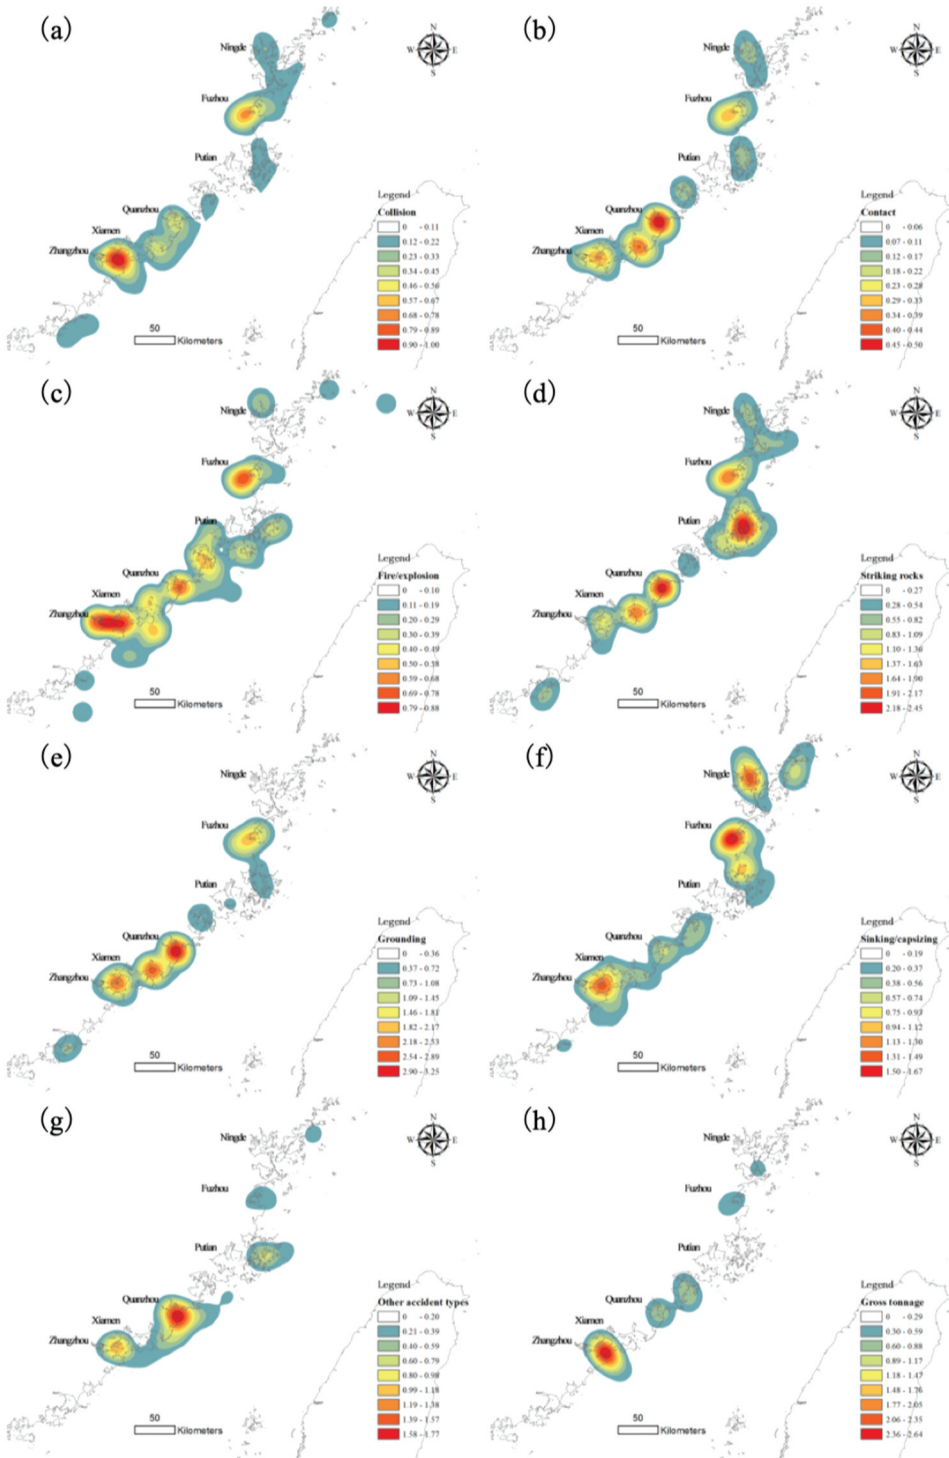 (a)
N
W E
S
Ningde
Fuzhou
Putian
Quanzhou
Xiamen
Zhangzhou
50
Kilometers
Legend
Collision
0 - 0.11
0.12 - 0.22
0.23 - 0.33
0.34 - 0.45
0.46 - 0.56
0.57 - 0.67
0.68 - 0.78
0.79 - 0.89
0.90 - 1.00
(b)
N
W E
S
Ningde
Fuzhou
Putian
Quanzhou
Xiamen
Zhangzhou
50
Kilometers
Legend
Contact
0 - 0.06
0.07 - 0.11
0.12 - 0.17
0.18 - 0.22
0.23 - 0.28
0.29 - 0.33
0.34 - 0.39
0.40 - 0.44
0.45 - 0.50
(c)
N
W E
S
Ningde
Fuzhou
Putian
Quanzhou
Xiamen
Zhangzhou
50
Kilometers
Legend
Fire/explosion
0 - 0.10
0.11 - 0.19
0.20 - 0.29
0.30 - 0.39
0.40 - 0.49
0.50 - 0.58
0.59 - 0.68
0.69 - 0.78
0.79 - 0.88
(d)
N
W E
S
Ningde
Fuzhou
Putian
Quanzhou
Xiamen
Zhangzhou
50
Kilometers
Legend
Striking rocks
0 - 0.27
0.28 - 0.54
0.55 - 0.82
0.83 - 1.09
1.10 - 1.36
1.37 - 1.63
1.64 - 1.90
1.91 - 2.17
2.18 - 2.45
(e)
N
W E
S
Ningde
Fuzhou
Putian
Quanzhou
Xiamen
Zhangzhou
50
Kilometers
Legend
Grounding
0 - 0.36
0.37 - 0.72
0.73 - 1.08
1.09 - 1.45
1.46 - 1.81
1.82 - 2.17
2.18 - 2.53
2.54 - 2.89
2.90 - 3.25
(f)
N
W E
S
Ningde
Fuzhou
Putian
Quanzhou
Xiamen
Zhangzhou
50
Kilometers
Legend
Sinking/capsizing
0 - 0.19
0.20 - 0.37
0.38 - 0.56
0.57 - 0.74
0.75 - 0.93
0.94 - 1.12
1.13 - 1.30
1.31 - 1.49
1.50 - 1.67
(g)
N
W E
S
Ningde
Fuzhou
Putian
Quanzhou
Xiamen
Zhangzhou
50
Kilometers
Legend
Other accident types
0 - 0.20
0.21 - 0.39
0.40 - 0.59
0.60 - 0.79
0.80 - 0.98
0.99 - 1.18
1.19 - 1.38
1.39 - 1.57
1.58 - 1.77
(h)
N
W E
S
Ningde
Fuzhou
Putian
Quanzhou
Xiamen
Zhangzhou
50
Kilometers
Legend
Gross tonnage
0 - 0.29
0.30 - 0.59
0.60 - 0.88
0.89 - 1.17
1.18 - 1.47
1.48 - 1.76
1.77 - 2.05
2.06 - 2.35
2.36 - 2.64